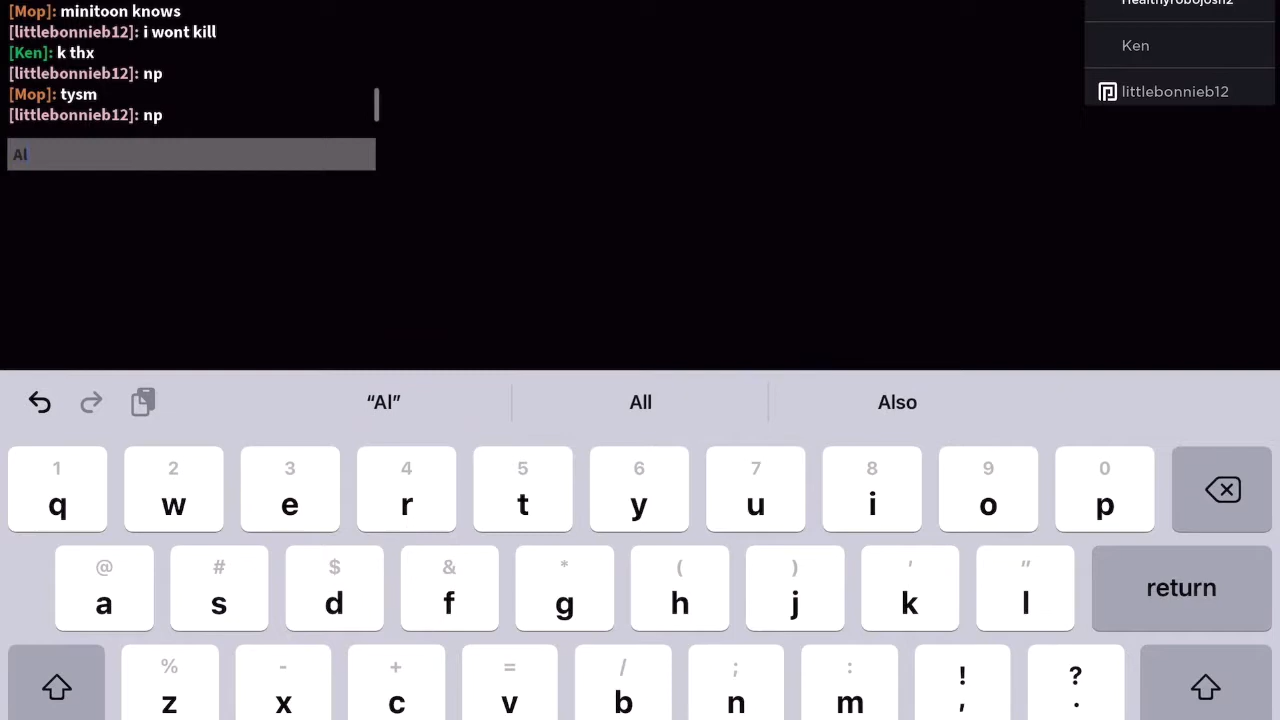 [Mop]: minitoon knows
[littlebonnieb12]: i wont kill
[Ken]: k thx
[littlebonnieb12]: np
[Mop]: tysm
[littlebonnieb12]: np
Al
Healthyrobojosh2
Ken
littlebonnieb12
“Al” All Also
1 2 3 4 5 6 7 8 9 0
q w e r t y u i o p
@ # $ & * ( ) ' "
a s d f g h j k l return
% - + = / ; : ! ?
z x c v b n m , .